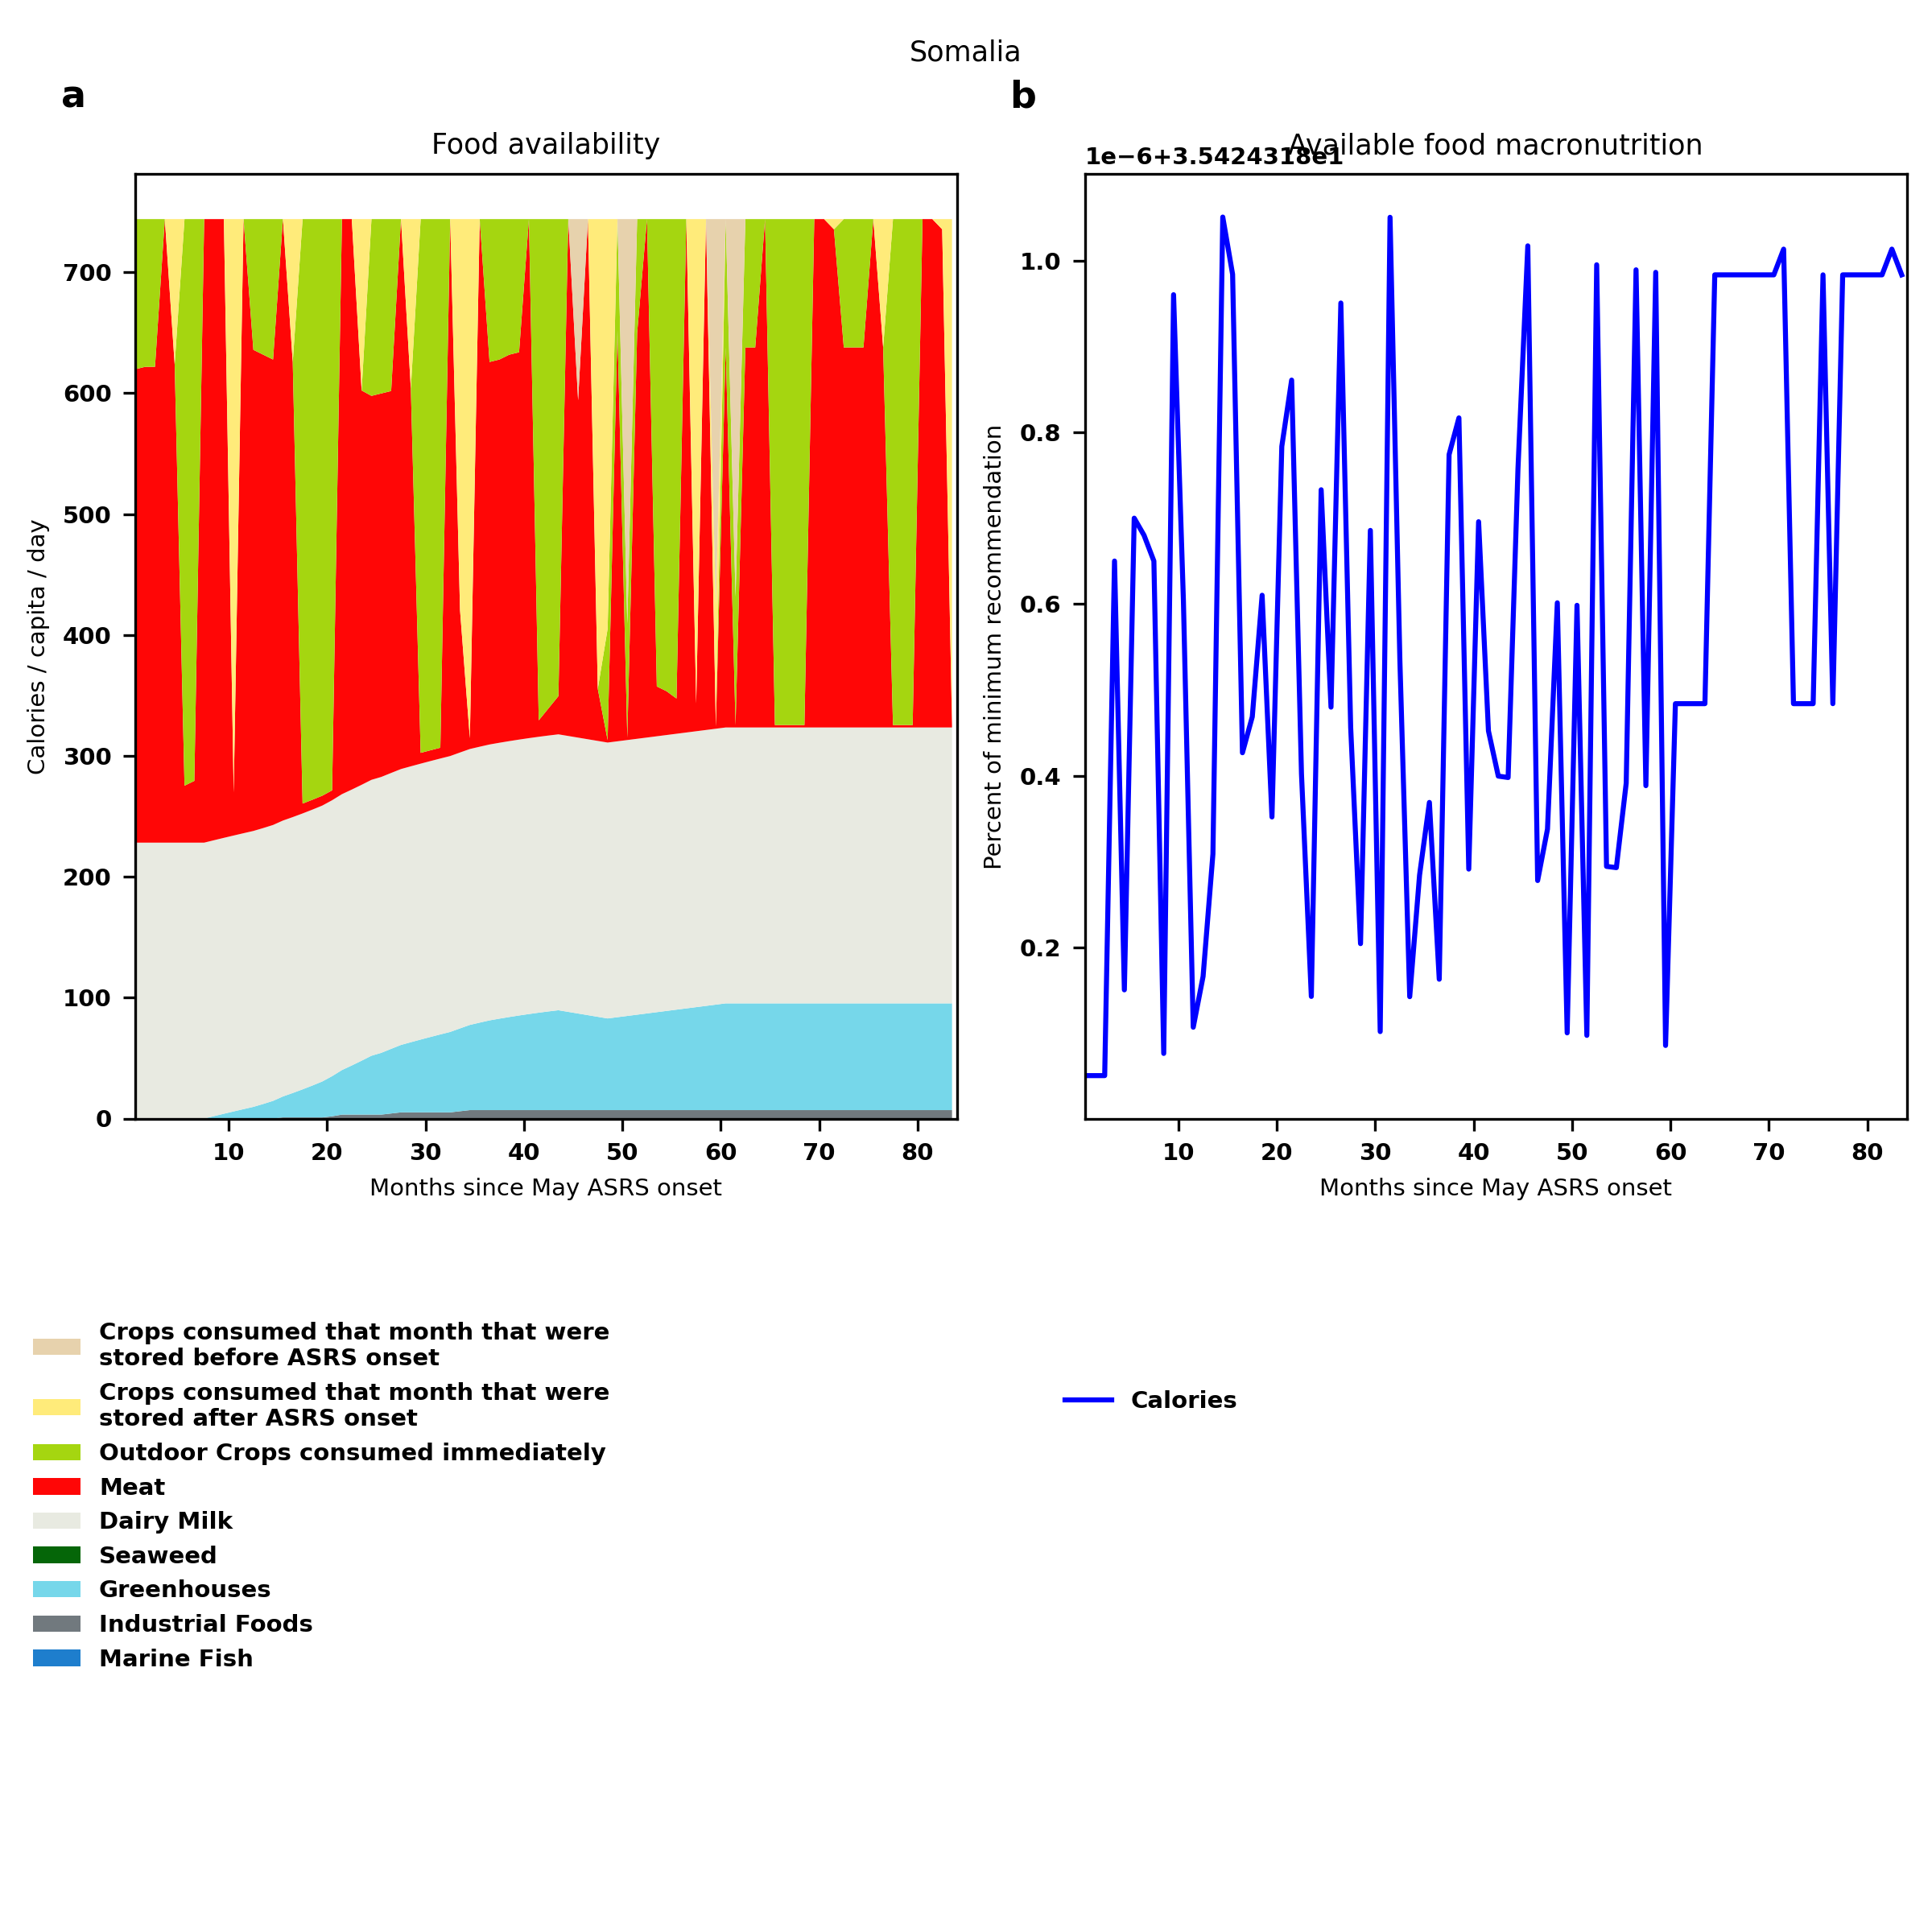 Somalia
a
Food availability
Calories / capita / day
700
600
500
400
300
200
100
0
10 20 30 40 50 60 70 80
Months since May ASRS onset
b
Available food macronutrition
1e−6+3.5424318e1
Percent of minimum recommendation
1.0
0.8
0.6
0.4
0.2
10 20 30 40 50 60 70 80
Months since May ASRS onset
Crops consumed that month that were
stored before ASRS onset
Crops consumed that month that were
stored after ASRS onset
Outdoor Crops consumed immediately
Meat
Dairy Milk
Seaweed
Greenhouses
Industrial Foods
Marine Fish
Calories